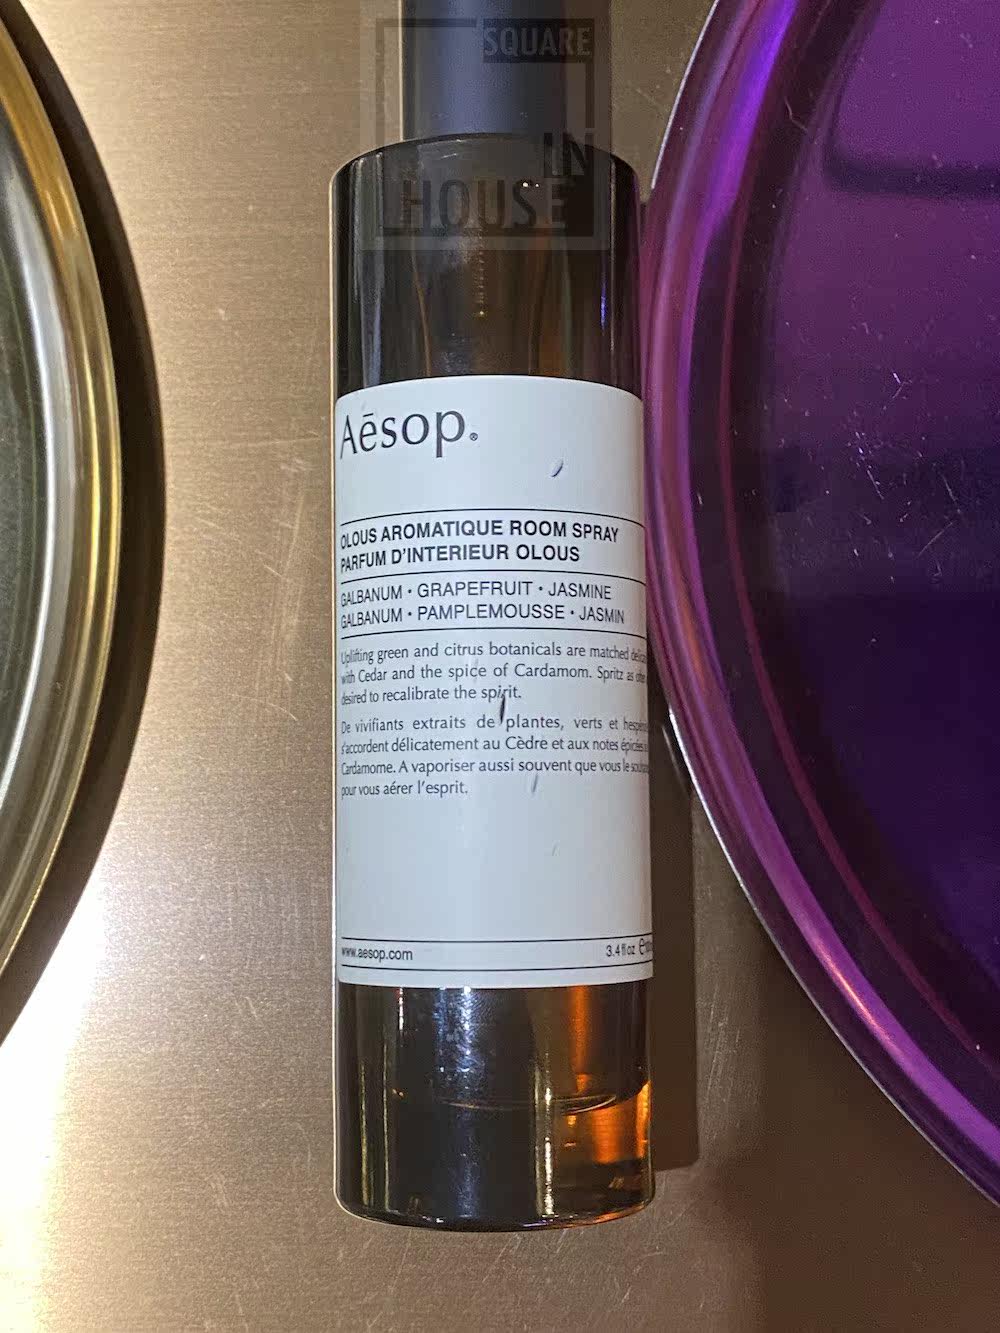 SQUARE
IN
HOUSE
Aēsop.®
OLOUS AROMATIQUE ROOM SPRAY
PARFUM D'INTERIEUR OLOUS
GALBANUM • GRAPEFRUIT • JASMINE
GALBANUM • PAMPLEMOUSSE • JASMIN
Uplifting green and citrus botanicals are matched
with Cedar and the spice of Cardamom. Spritz as
desired to recalibrate the spirit.
De vivifiants extraits de plantes, verts et
s'accordent délicatement au Cèdre et aux notes
Cardamome. A vaporiser aussi souvent que vous le
pour vous aérer l'esprit.
www.aesop.com
3.4 fl oz e